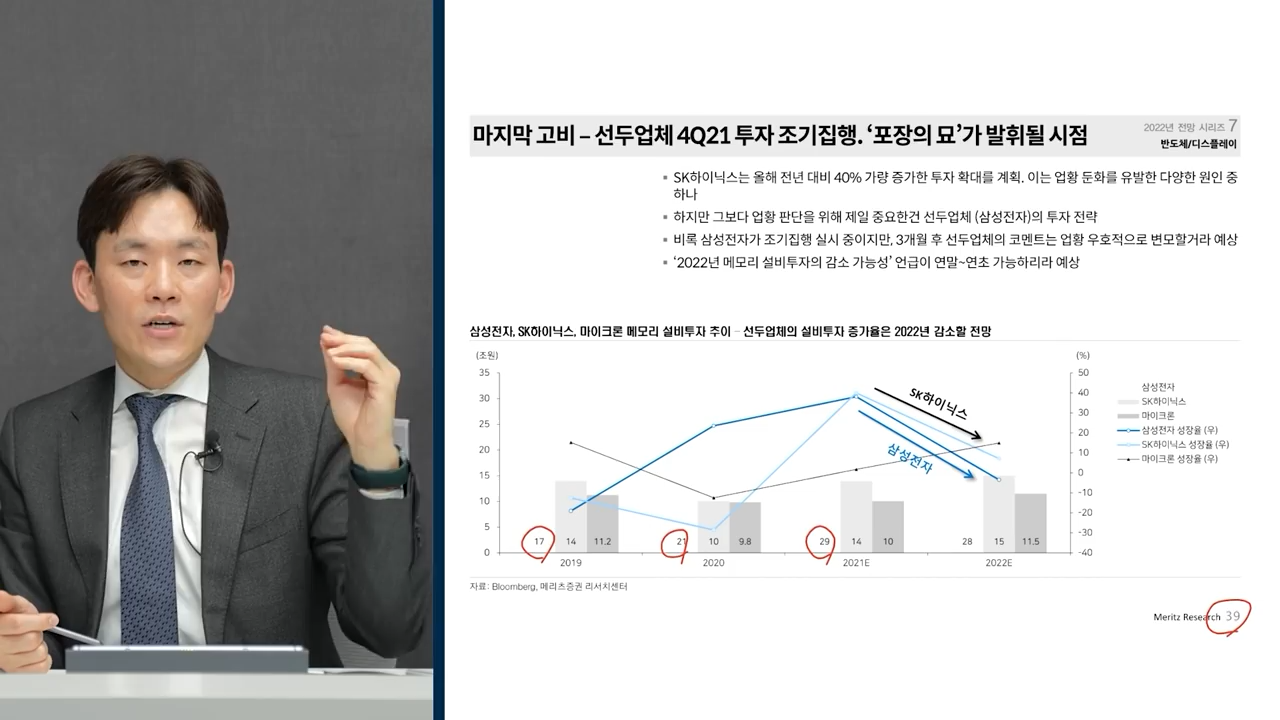 마지막 고비 – 선두업체 4Q21 투자 조기집행. ‘포장의 묘’가 발휘될 시점
2022년 전망 시리즈 7
반도체/디스플레이
▪ SK하이닉스는 올해 전년 대비 40% 가량 증가한 투자 확대를 계획. 이는 업황 둔화를 유발한 다양한 원인 중
하나
▪ 하지만 그보다 업황 판단을 위해 제일 중요한건 선두업체 (삼성전자)의 투자 전략
▪ 비록 삼성전자가 조기집행 실시 중이지만, 3개월 후 선두업체의 코멘트는 업황 우호적으로 변모할거라 예상
▪ ‘2022년 메모리 설비투자의 감소 가능성’ 언급이 연말~연초 가능하리라 예상
삼성전자, SK하이닉스, 마이크론 메모리 설비투자 추이 – 선두업체의 설비투자 증가율은 2022년 감소할 전망
(조원)
(%)
35
30
25
20
15
10
5
0
50
40
30
20
10
0
-10
-20
-30
-40
SK하이닉스
삼성전자
17 14 11.2
21 10 9.8
29 14 10
28 15 11.5
2019 2020 2021E 2022E
삼성전자
SK하이닉스
마이크론
삼성전자 성장율 (우)
SK하이닉스 성장율 (우)
마이크론 성장율 (우)
자료: Bloomberg, 메리츠증권 리서치센터
Meritz Research 39